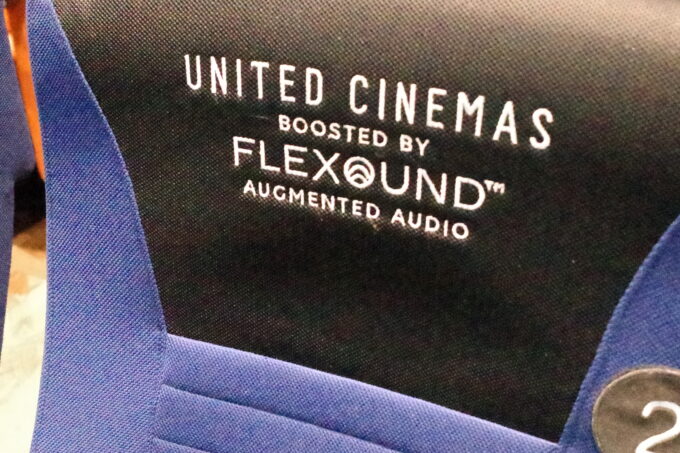 UNITED CINEMAS
BOOSTED BY
FLEXOUND™
AUGMENTED AUDIO
2